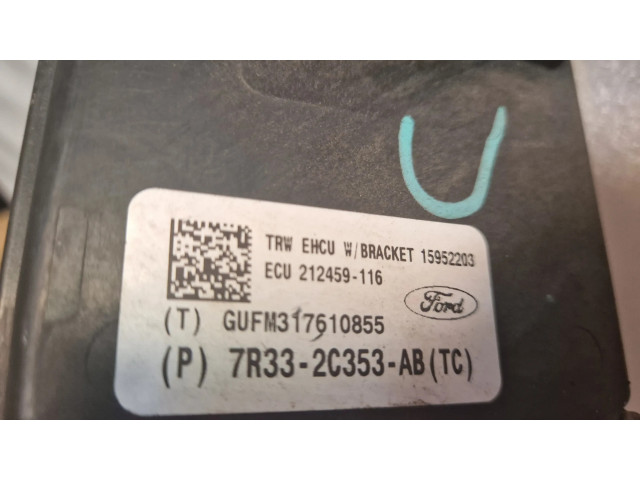 U
TRW EHCU W/BRACKET 15952203
ECU 212459-116
Ford
(T) GUFM317610855
(P) 7R33-2C353-AB(TC)